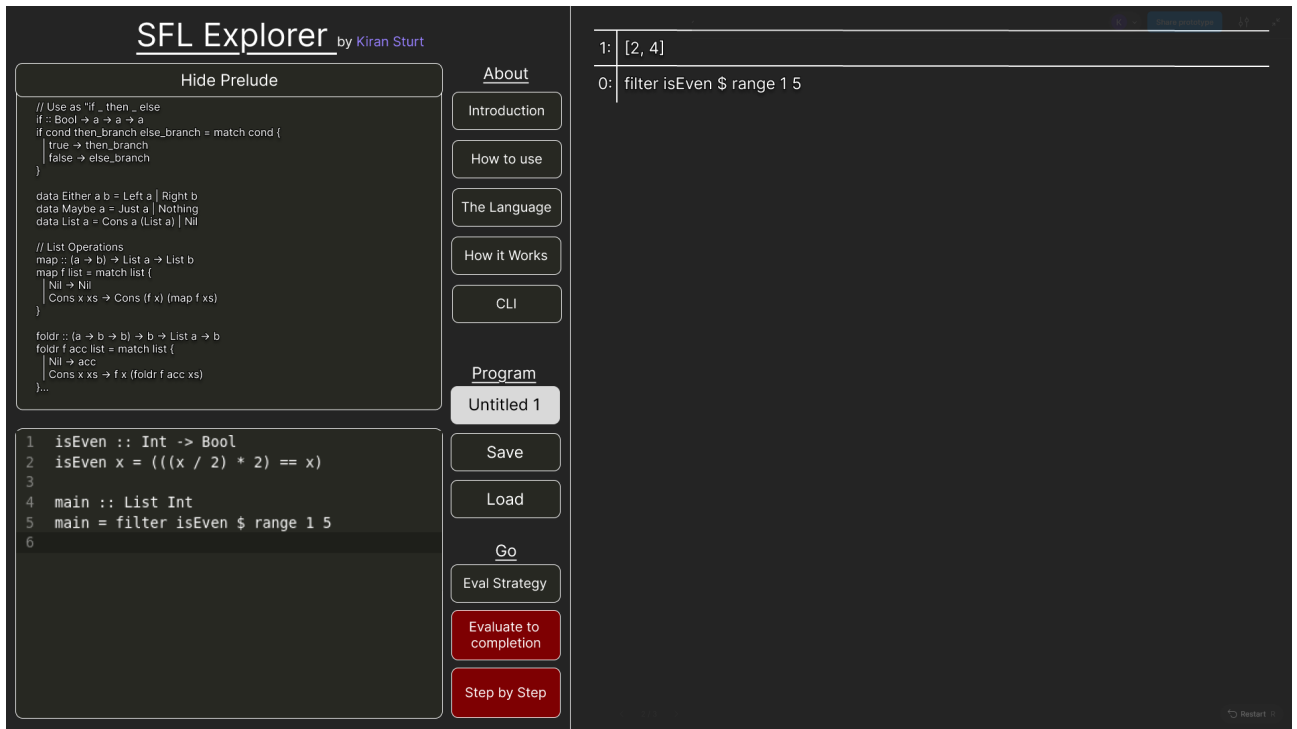 SFL Explorer by Kiran Sturt
Hide Prelude
// Use as "if _ then _ else
if :: Bool → a → a → a
if cond then_branch else_branch = match cond {
| true → then_branch
| false → else_branch
}
data Either a b = Left a | Right b
data Maybe a = Just a | Nothing
data List a = Cons a (List a) | Nil
// List Operations
map :: (a → b) → List a → List b
map f list = match list {
| Nil → Nil
| Cons x xs → Cons (f x) (map f xs)
}
foldr :: (a → b → b) → b → List a → b
foldr f acc list = match list {
| Nil → acc
| Cons x xs → f x (foldr f acc xs)
}...
1 isEven :: Int -> Bool
2 isEven x = (((x / 2) * 2) == x)
3
4 main :: List Int
5 main = filter isEven $ range 1 5
6
About
Introduction
How to use
The Language
How it Works
CLI
Program
Untitled 1
Save
Load
Go
Eval Strategy
Evaluate to
completion
Step by Step
Share prototype
1: [2, 4]
0: filter isEven $ range 1 5
Restart R